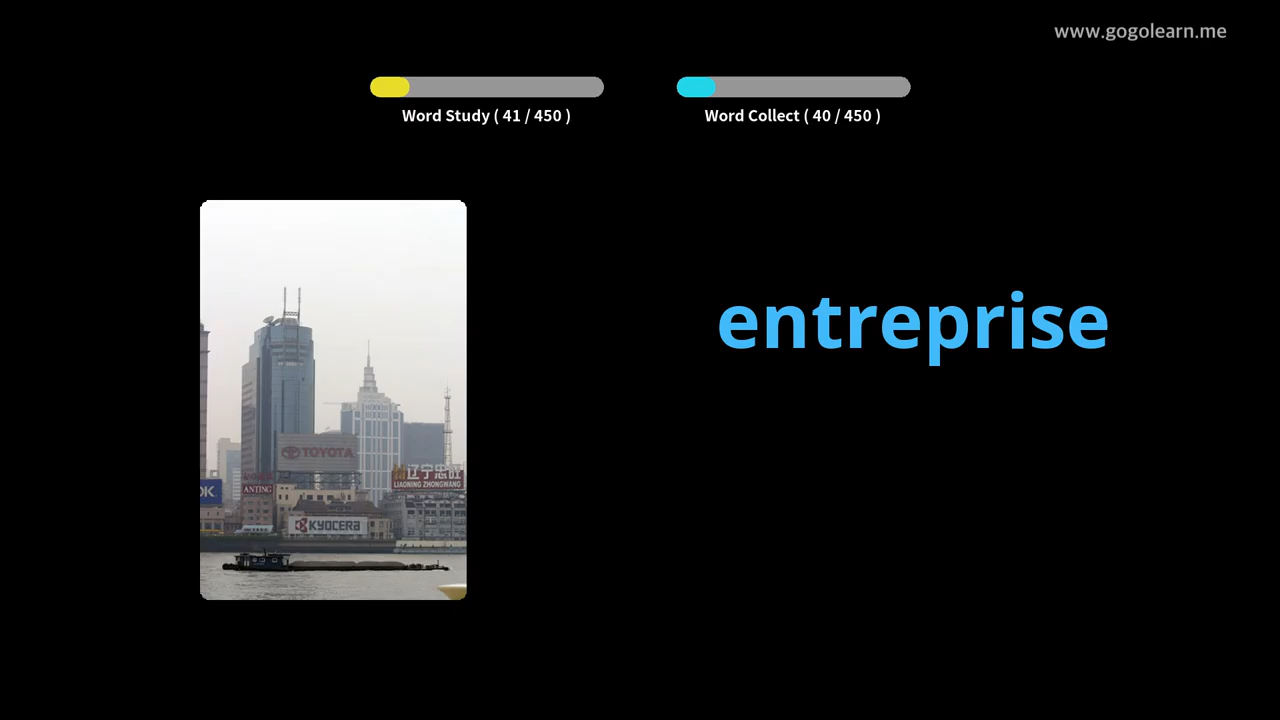 www.gogolearn.me
Word Study ( 41 / 450 )
Word Collect ( 40 / 450 )
entreprise
TOYOTA
辽宁忠旺
LIAONING ZHONGWANG
OK
ANTING
KYOCERA